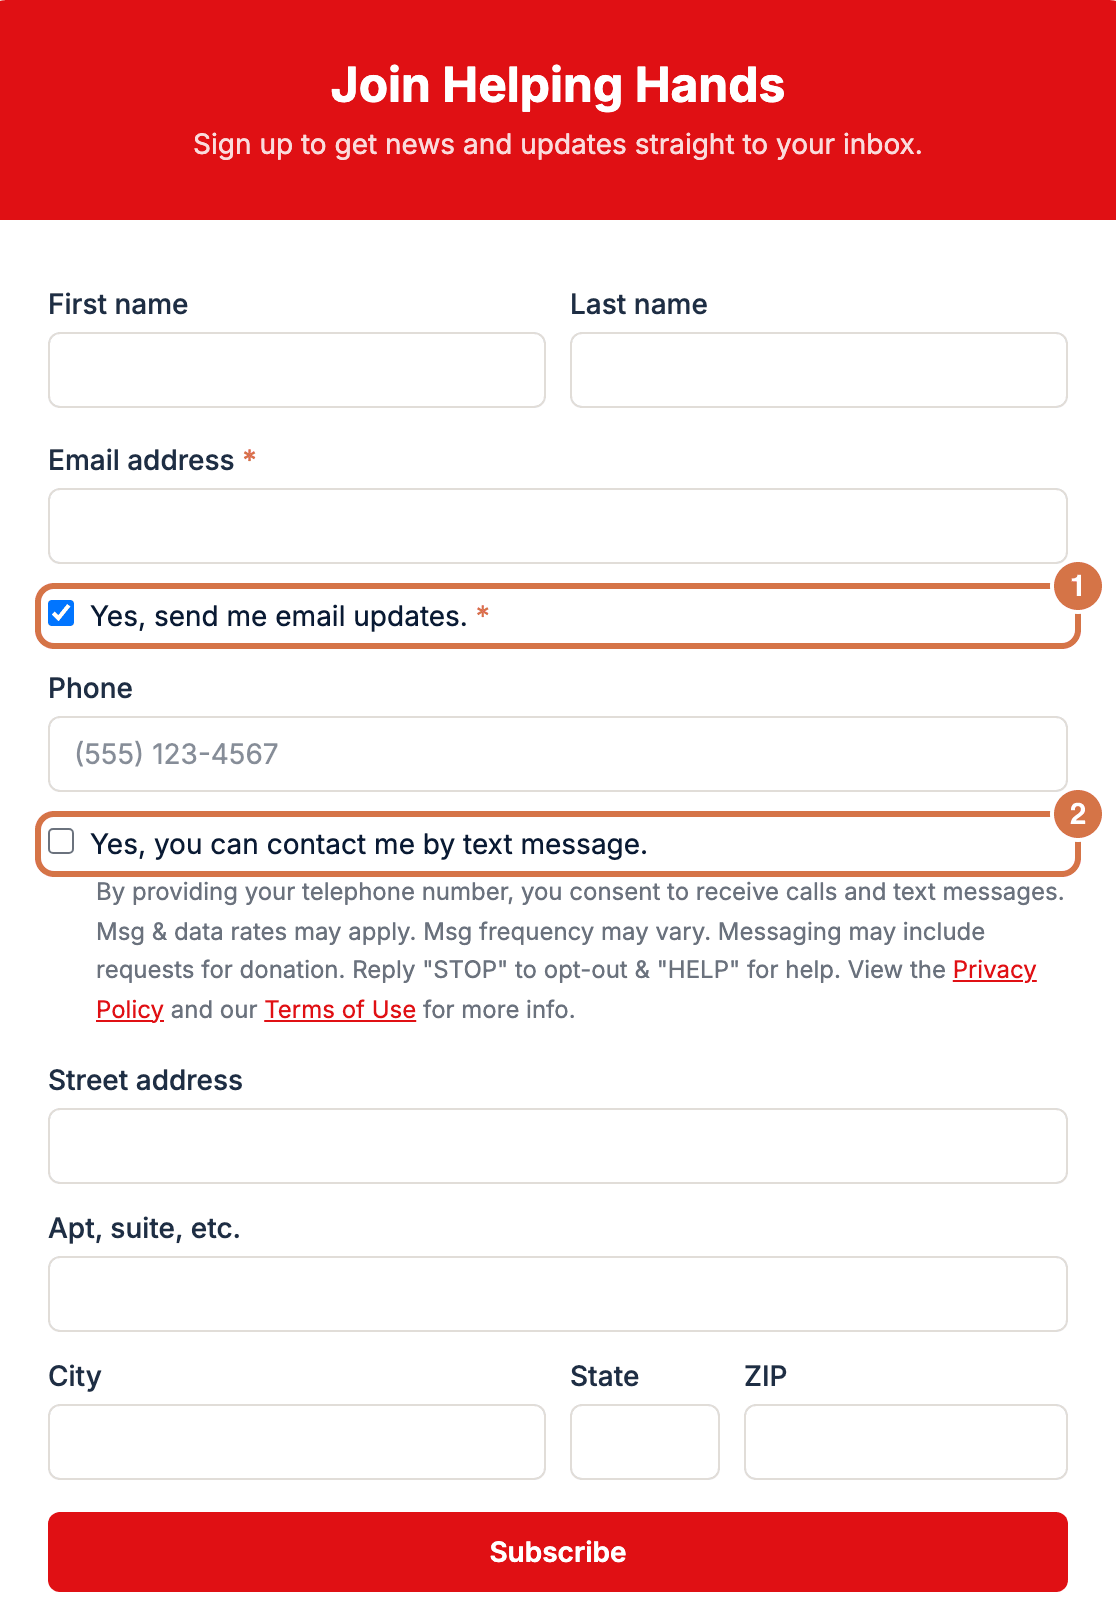 Join Helping Hands
Sign up to get news and updates straight to your inbox.
First name
Last name
Email address *
1
Yes, send me email updates. *
Phone
(555) 123-4567
2
Yes, you can contact me by text message.
By providing your telephone number, you consent to receive calls and text messages.
Msg & data rates may apply. Msg frequency may vary. Messaging may include
requests for donation. Reply "STOP" to opt-out & "HELP" for help. View the Privacy
Policy and our Terms of Use for more info.
Street address
Apt, suite, etc.
City
State
ZIP
Subscribe